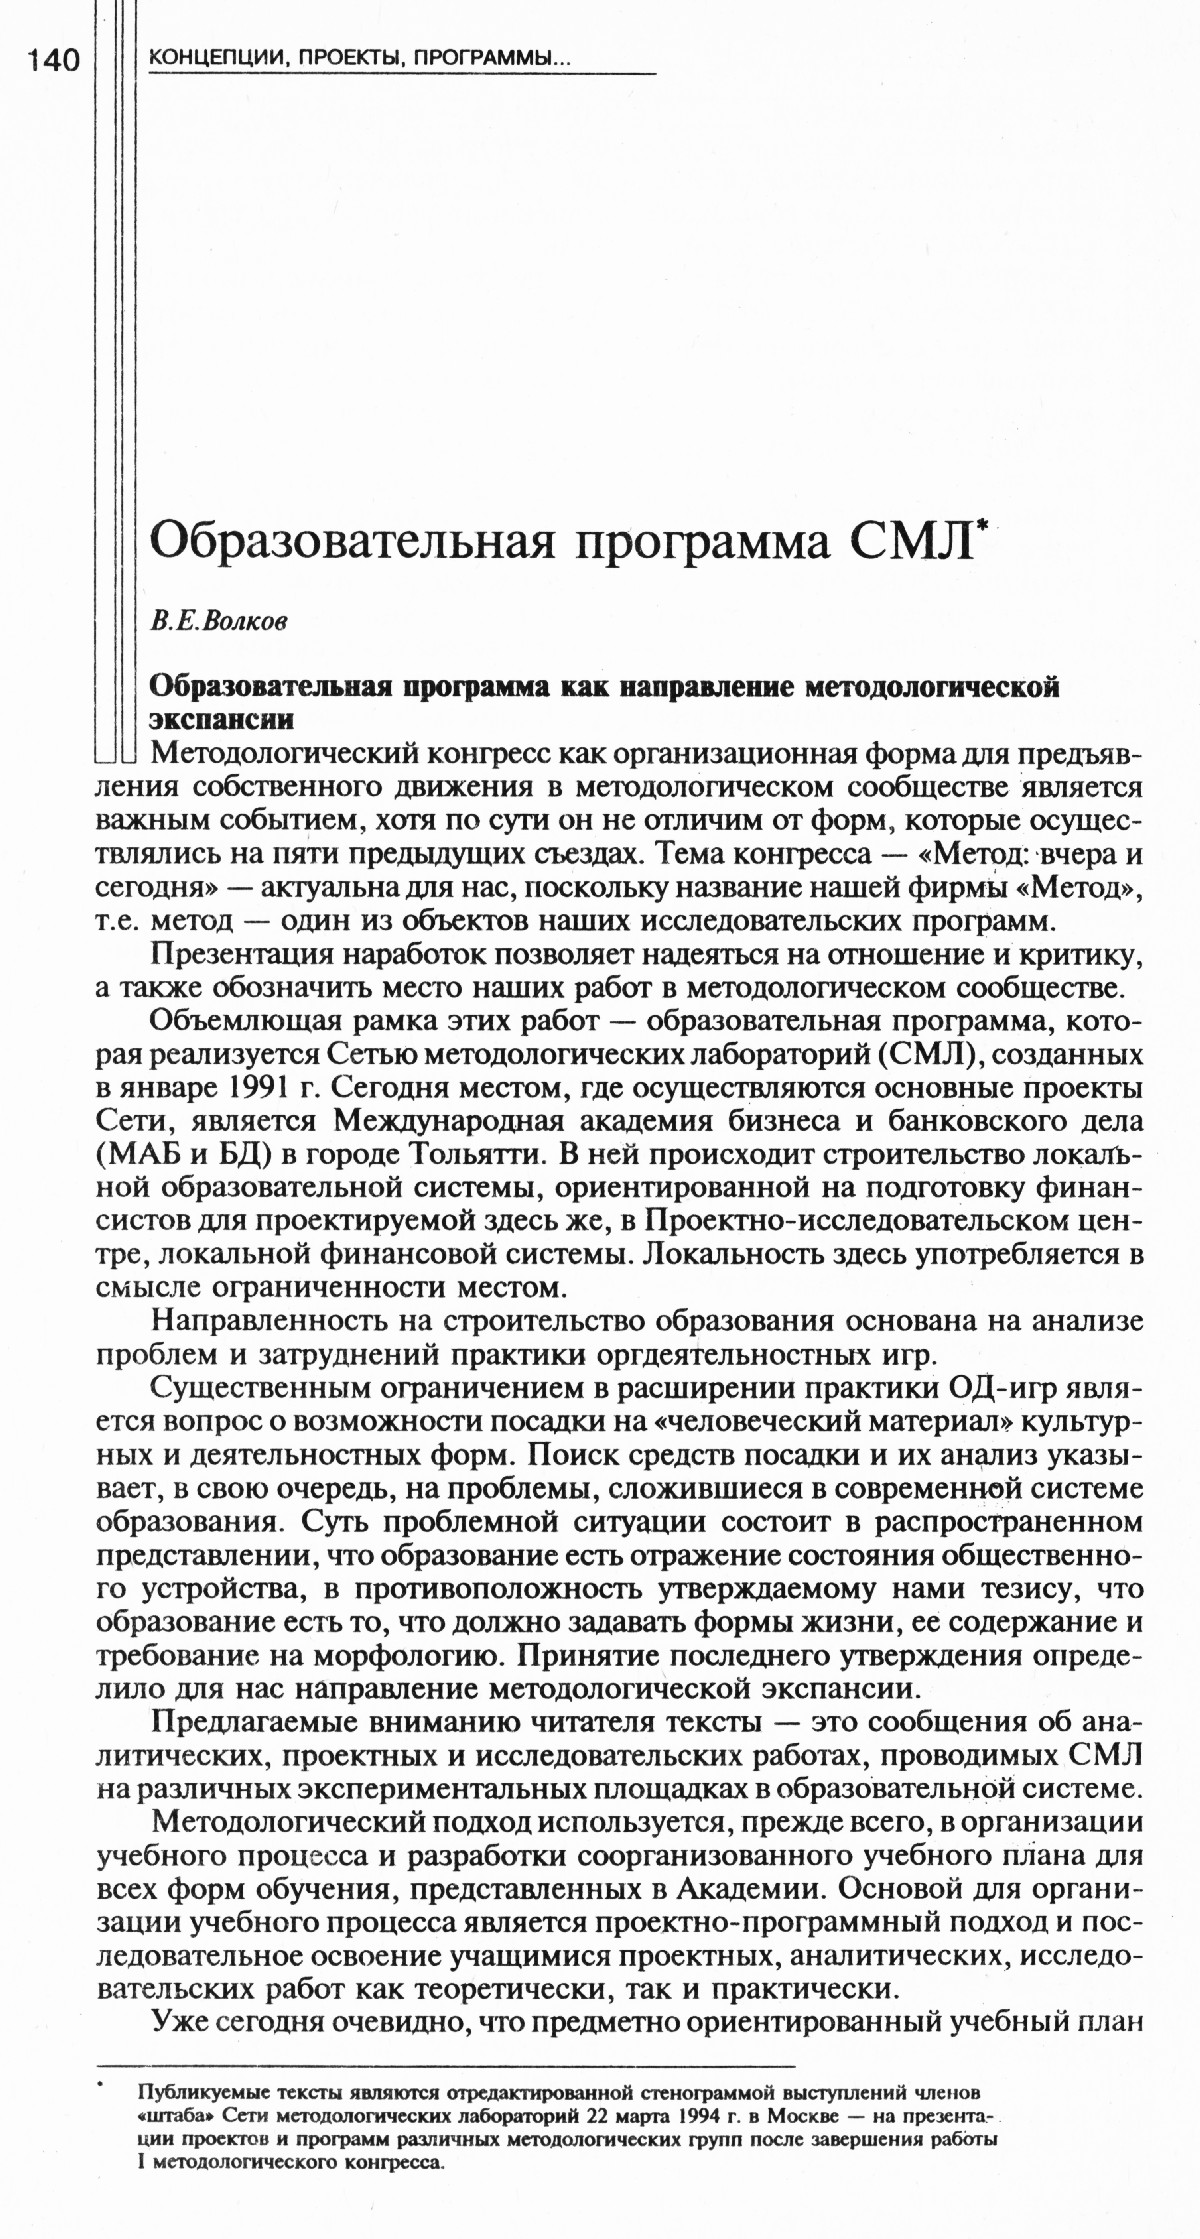 140
КОНЦЕПЦИИ, ПРОЕКТЫ, ПРОГРАММЫ...
Образовательная программа СМЛ*
В.Е.Волков
Образовательная программа как направление методологической
экспансии
Методологический конгресс как организационная форма для предъяв-
ления собственного движения в методологическом сообществе является
важным событием, хотя по сути он не отличим от форм, которые осущес-
твлялись на пяти предыдущих съездах. Тема конгресса — «Метод: вчера и
сегодня» — актуальна для нас, поскольку название нашей фирмы «Метод»,
т.е. метод — один из объектов наших исследовательских программ.
Презентация наработок позволяет надеяться на отношение и критику,
а также обозначить место наших работ в методологическом сообществе.
Объемлющая рамка этих работ — образовательная программа, кото-
рая реализуется Сетью методологических лабораторий (СМЛ), созданных
в январе 1991 г. Сегодня местом, где осуществляются основные проекты
Сети, является Международная академия бизнеса и банковского дела
(МАБ и БД) в городе Тольятти. В ней происходит строительство локаль-
ной образовательной системы, ориентированной на подготовку финан-
систов для проектируемой здесь же, в Проектно-исследовательском цен-
тре, локальной финансовой системы. Локальность здесь употребляется в
смысле ограниченности местом.
Направленность на строительство образования основана на анализе
проблем и затруднений практики оргдеятельностных игр.
Существенным ограничением в расширении практики ОД-игр явля-
ется вопрос о возможности посадки на «человеческий материал» культур-
ных и деятельностных форм. Поиск средств посадки и их анализ указы-
вает, в свою очередь, на проблемы, сложившиеся в современной системе
образования. Суть проблемной ситуации состоит в распространенном
представлении, что образование есть отражение состояния общественно-
го устройства, в противоположность утверждаемому нами тезису, что
образование есть то, что должно задавать формы жизни, ее содержание и
требование на морфологию. Принятие последнего утверждения опреде-
лило для нас направление методологической экспансии.
Предлагаемые вниманию читателя тексты — это сообщения об ана-
литических, проектных и исследовательских работах, проводимых СМЛ
на различных экспериментальных площадках в образовательной системе.
Методологический подход используется, прежде всего, в организации
учебного процесса и разработки соорганизованного учебного плана для
всех форм обучения, представленных в Академии. Основой для органи-
зации учебного процесса является проектно-программный подход и пос-
ледовательное освоение учащимися проектных, аналитических, исследо-
вательских работ как теоретически, так и практически.
Уже сегодня очевидно, что предметно ориентированный учебный план
* Публикуемые тексты являются отредактированной стенограммой выступлений членов
«штаба» Сети методологических лабораторий 22 марта 1994 г. в Москве — на презента-
ции проектов и программ различных методологических групп после завершения работы
I методологического конгресса.